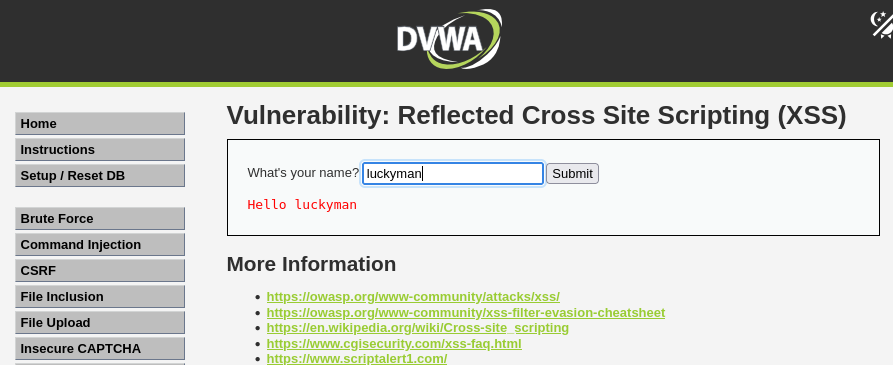 DVWA
Vulnerability: Reflected Cross Site Scripting (XSS)
Home
Instructions
Setup / Reset DB
Brute Force
Command Injection
CSRF
File Inclusion
File Upload
Insecure CAPTCHA
What's your name? luckyman Submit
Hello luckyman
More Information
https://owasp.org/www-community/attacks/xss/
https://owasp.org/www-community/xss-filter-evasion-cheatsheet
https://en.wikipedia.org/wiki/Cross-site_scripting
https://www.cgisecurity.com/xss-faq.html
https://www.scriptalert1.com/